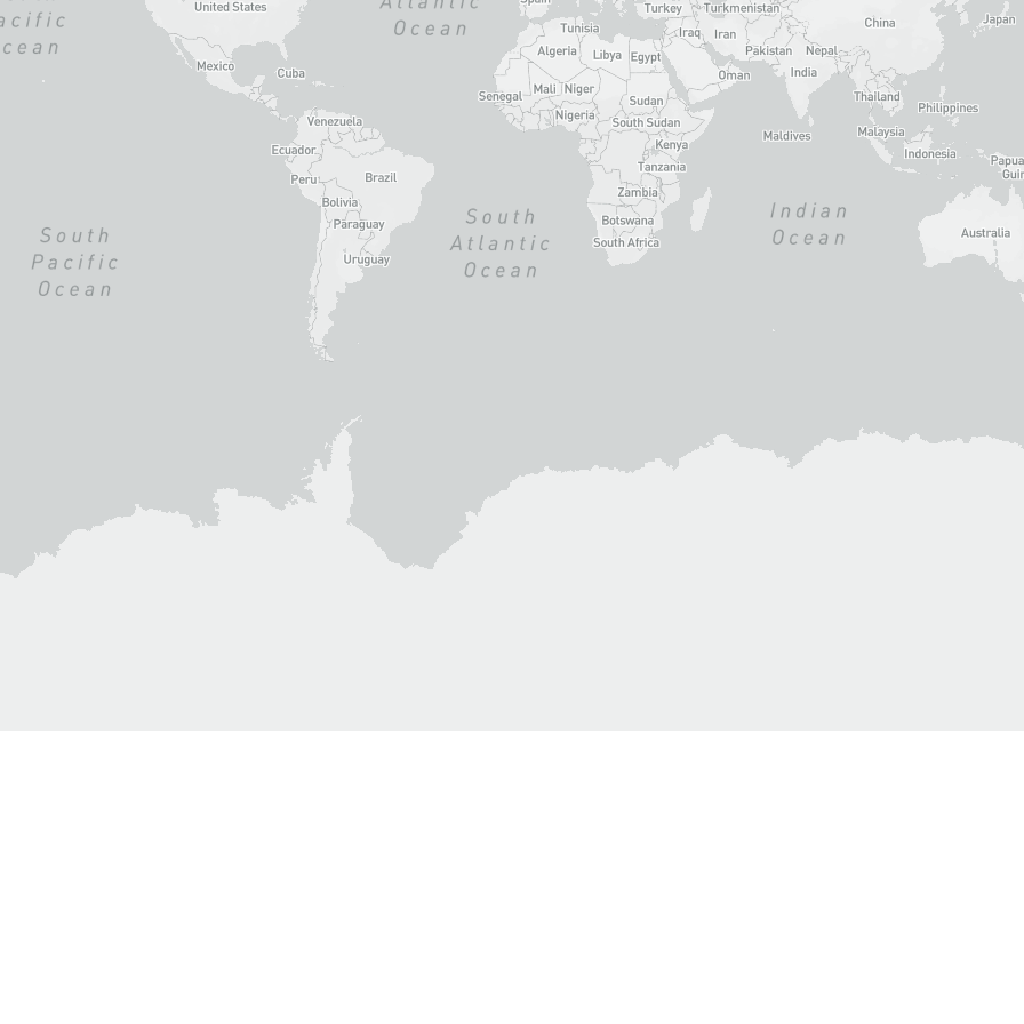 United States
Atlantic
Ocean
Spain
Turkey
Turkmenistan
China
Japan
acific
cean
Tunisia
Algeria
Libya
Egypt
Iraq
Iran
Pakistan
Nepal
Mexico
Cuba
Oman
India
Senegal
Mali
Niger
Sudan
Thailand
Philippines
Venezuela
Nigeria
South Sudan
Maldives
Malaysia
Ecuador
Kenya
Indonesia
Papua
Guin
Peru
Brazil
Tanzania
Bolivia
Zambia
Paraguay
Botswana
South
Atlantic
Ocean
Indian
Ocean
South
Pacific
Ocean
Australia
South Africa
Uruguay